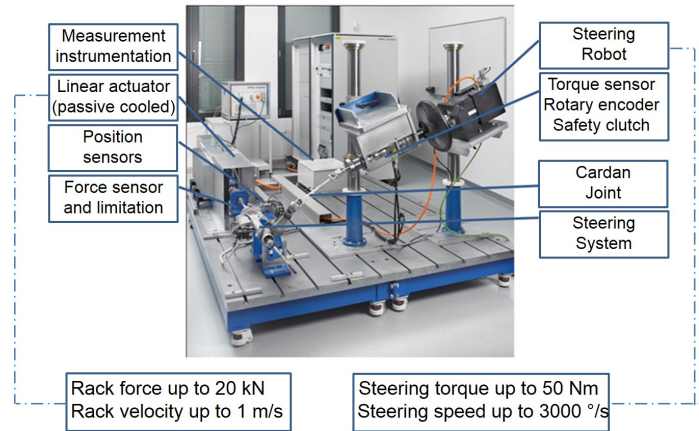 Measurement
instrumentation
Linear actuator
(passive cooled)
Position
sensors
Force sensor
and limitation
Steering
Robot
Torque sensor
Rotary encoder
Safety clutch
Cardan
Joint
Steering
System
Rack force up to 20 kN
Rack velocity up to 1 m/s
Steering torque up to 50 Nm
Steering speed up to 3000 °/s